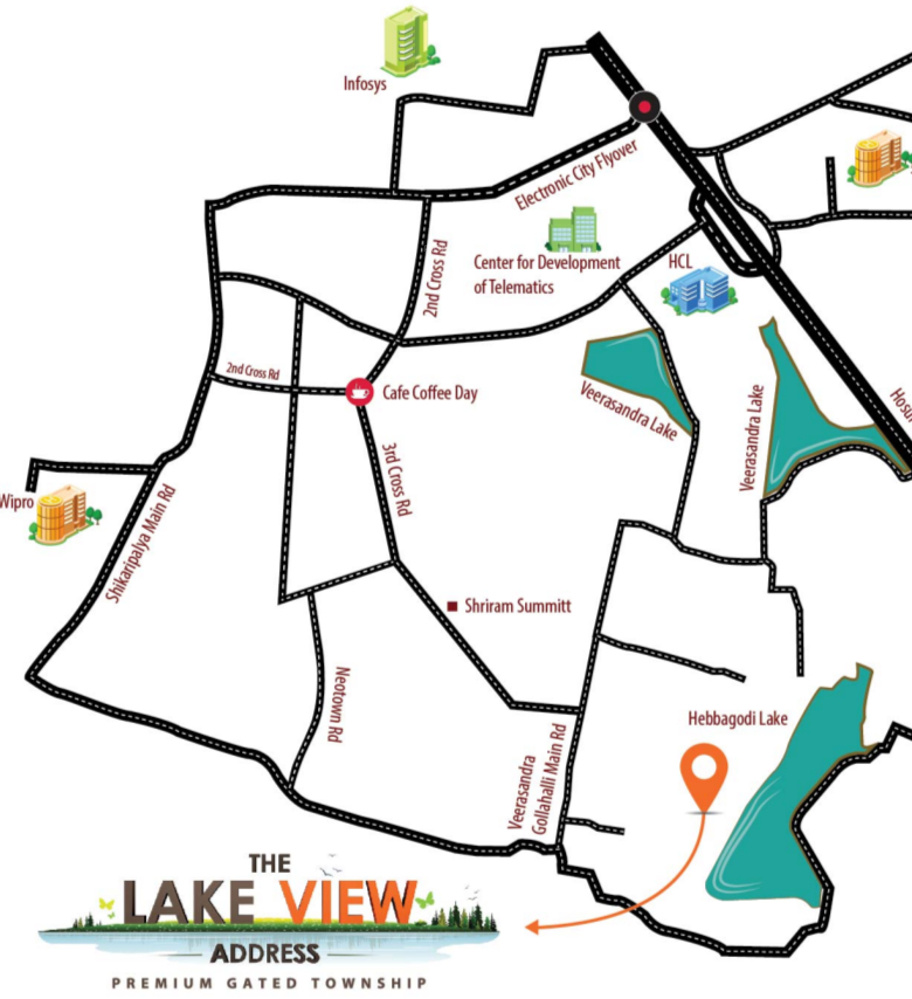 Infosys
Electronic City Flyover
2nd Cross Rd
Center for Development
of Telematics
HCL
2nd Cross Rd
Cafe Coffee Day
Veerasandra Lake
Veerasandra Lake
3rd Cross Rd
Wipro
Shikaripalya Main Rd
Shriram Summitt
Neotown Rd
Hebbagodi Lake
Veerasandra
Gollahalli Main Rd
THE
LAKE VIEW
ADDRESS
PREMIUM GATED TOWNSHIP